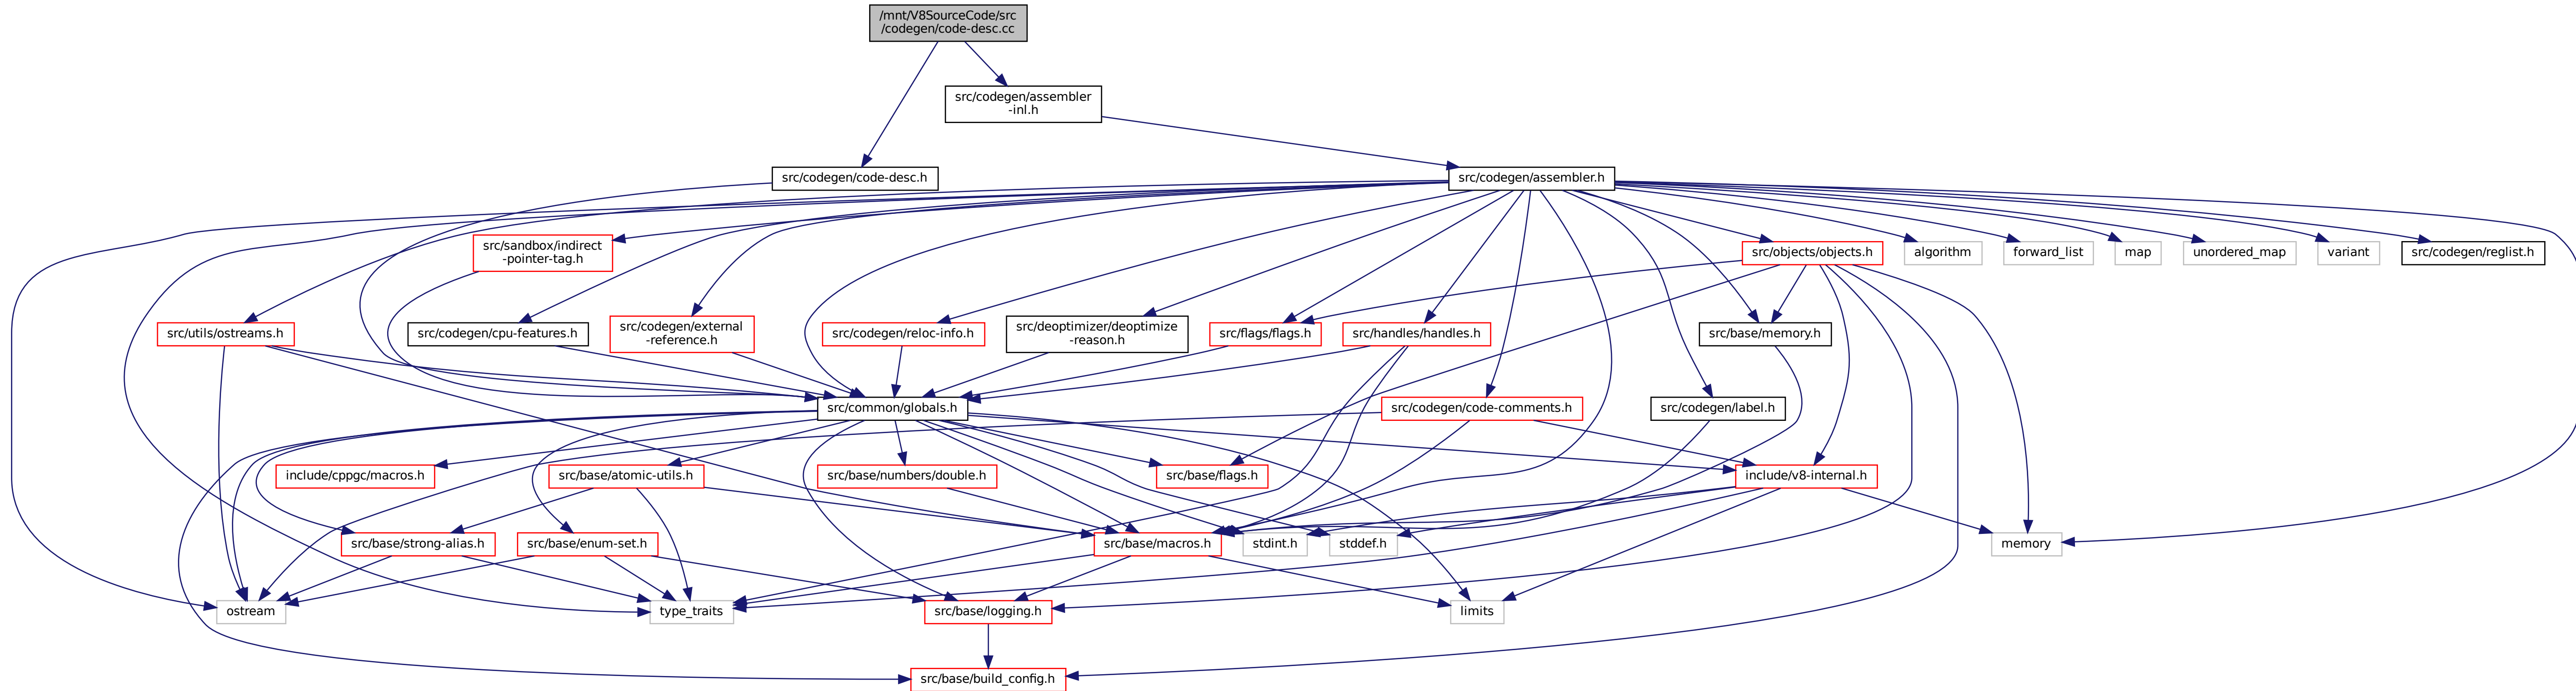 /mnt/V8SourceCode/src
/codegen/code-desc.cc
src/codegen/assembler
-inl.h
src/codegen/code-desc.h
src/codegen/assembler.h
src/sandbox/indirect
-pointer-tag.h
src/objects/objects.h
algorithm
forward_list
map
unordered_map
variant
src/codegen/reglist.h
src/utils/ostreams.h
src/codegen/cpu-features.h
src/codegen/external
-reference.h
src/codegen/reloc-info.h
src/deoptimizer/deoptimize
-reason.h
src/flags/flags.h
src/handles/handles.h
src/base/memory.h
src/common/globals.h
src/codegen/code-comments.h
src/codegen/label.h
include/cppgc/macros.h
src/base/atomic-utils.h
src/base/numbers/double.h
src/base/flags.h
include/v8-internal.h
src/base/strong-alias.h
src/base/enum-set.h
src/base/macros.h
stdint.h
stddef.h
memory
ostream
type_traits
src/base/logging.h
limits
src/base/build_config.h